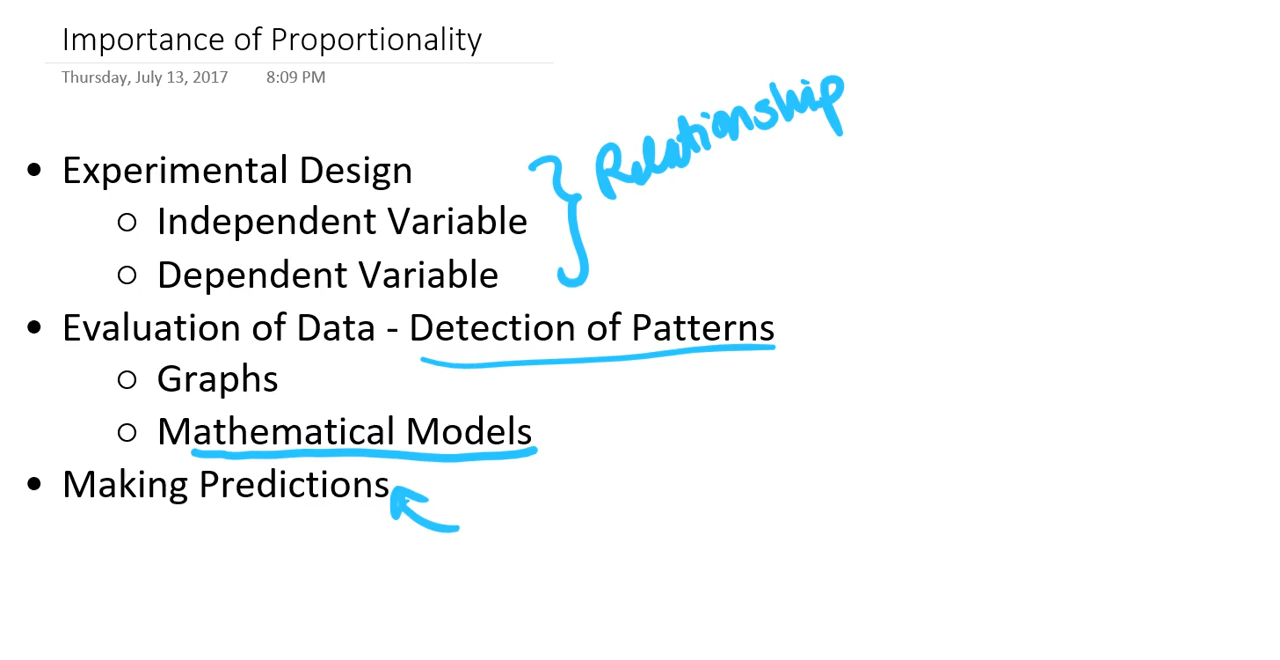 Importance of Proportionality
Thursday, July 13, 2017 8:09 PM
Relationship
• Experimental Design
○ Independent Variable
○ Dependent Variable
• Evaluation of Data - Detection of Patterns
○ Graphs
○ Mathematical Models
• Making Predictions